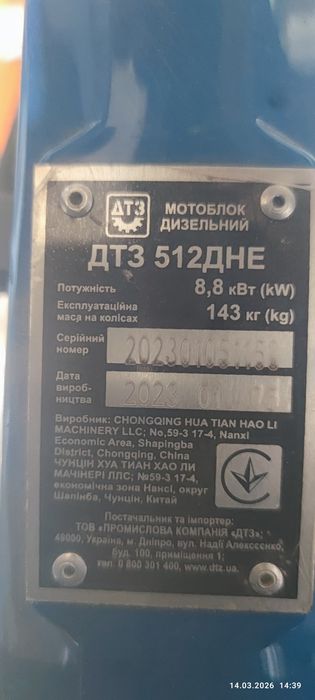 ДТЗ
МОТОБЛОК
ДИЗЕЛЬНИЙ
ДТЗ 512ДНЕ
Потужність 8,8 кВт (kW)
Експлуатаційна
маса на колісах 143 кг (kg)
Серійний
номер
Дата
вироб-
ництва
Виробник: CHONGQING HUA TIAN HAO LI
MACHINERY LLC; No,59-3 17-4, Nanxi
Economic Area, Shapingba
District, Chongqing, China
ЧУНЦІН ХУА ТИАН ХАО ЛИ
МАЧІНЕРІ ЛЛС; №59-3 17-4,
економічна зона Нансі, округ
Шапінба, Чунцін, Китай
Постачальник та імпортер:
ТОВ «ПРОМИСЛОВА КОМПАНІЯ «ДТЗ»;
49000, Україна, м. Дніпро, вул. Надії Алексєєнко,
буд. 100, приміщення 1;
тел. 0 800 301 400, www.dtz.ua.
14.03.2026 14:39